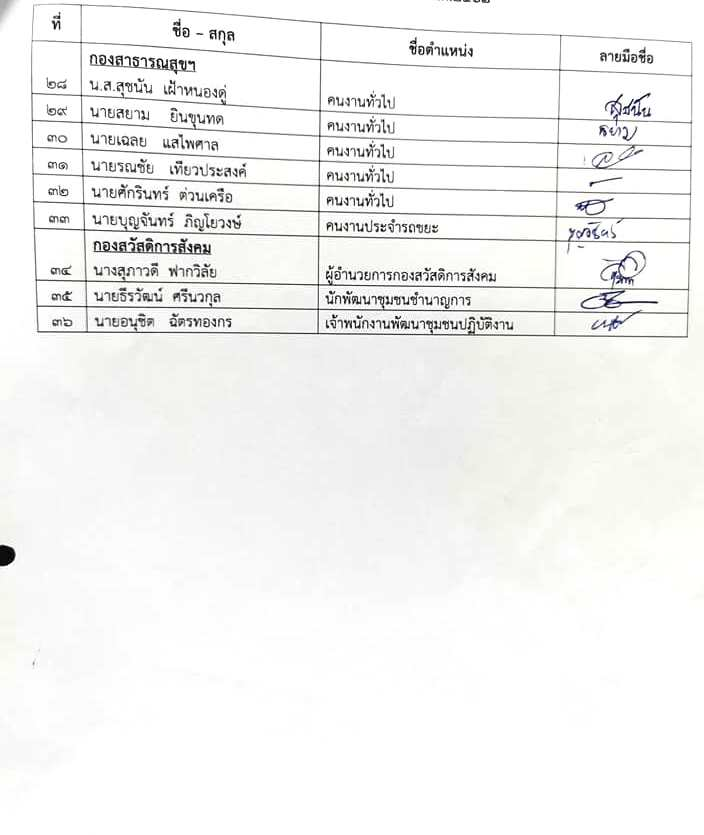 ที่ ชื่อ – สกุล ชื่อตำแหน่ง ลายมือชื่อ
กองสาธารณสุขฯ
๒๘ น.ส.สุชนัน เฝ้าหนองดู่ คนงานทั่วไป สุชนัน
๒๙ นายสยาม ยินขุนทด คนงานทั่วไป สยาม
๓๐ นายเฉลย แสไพศาล คนงานทั่วไป
๓๑ นายรณชัย เทียวประสงค์ คนงานทั่วไป
๓๒ นายศักรินทร์ ด่วนเครือ คนงานทั่วไป
๓๓ นายบุญจันทร์ ภิญโยวงษ์ คนงานประจำรถขยะ บุญจันทร์
กองสวัสดิการสังคม
๓๔ นางสุภาวดี ฟากวิลัย ผู้อำนวยการกองสวัสดิการสังคม
๓๕ นายธีรวัฒน์ ศรีนวกุล นักพัฒนาชุมชนชำนาญการ
๓๖ นายอนุชิต ฉัตรทองกร เจ้าพนักงานพัฒนาชุมชนปฏิบัติงาน